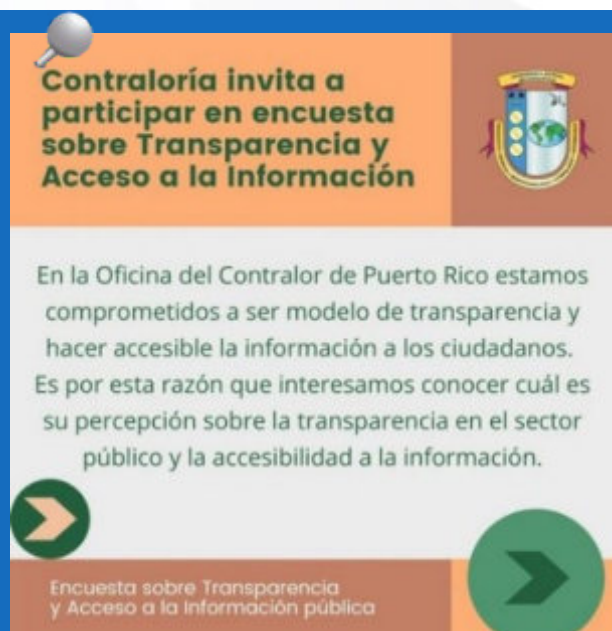 Contraloría invita a
participar en encuesta
sobre Transparencia y
Acceso a la Información
En la Oficina del Contralor de Puerto Rico estamos
comprometidos a ser modelo de transparencia y
hacer accesible la información a los ciudadanos.
Es por esta razón que interesamos conocer cuál es
su percepción sobre la transparencia en el sector
público y la accesibilidad a la información.
Encuesta sobre Transparencia
y Acceso a la Información pública